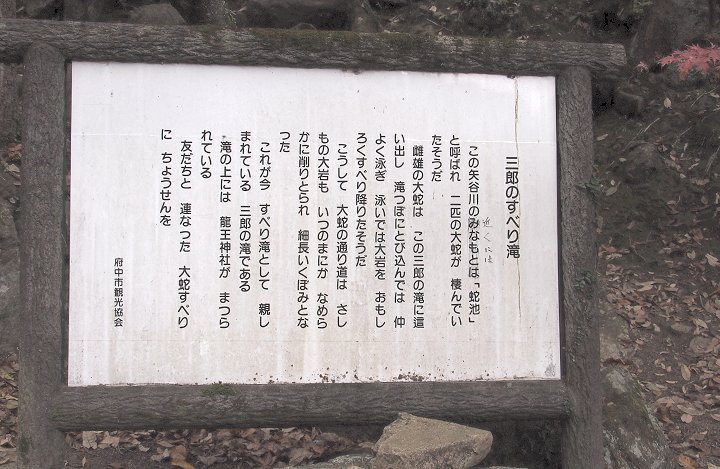 三郎のすべり滝
この矢谷川のみなもとは「蛇池」
近くには
と呼ばれ 二匹の大蛇が 棲んでい
たそうだ
雌雄の大蛇は この三郎の滝に這
い出し 滝つぼにとび込んでは 仲
よく泳ぎ 泳いでは大岩を おもし
ろくすべり降りたそうだ
こうして 大蛇の通り道は さし
もの大岩も いつのまにか なめら
かに削りとられ 細長いくぼみとな
った
これが今 すべり滝として 親し
まれている 三郎の滝である
滝の上には 龍王神社が まつら
れている
友だちと 連なった 大蛇すべり
に ちょうせんを
府中市観光協会